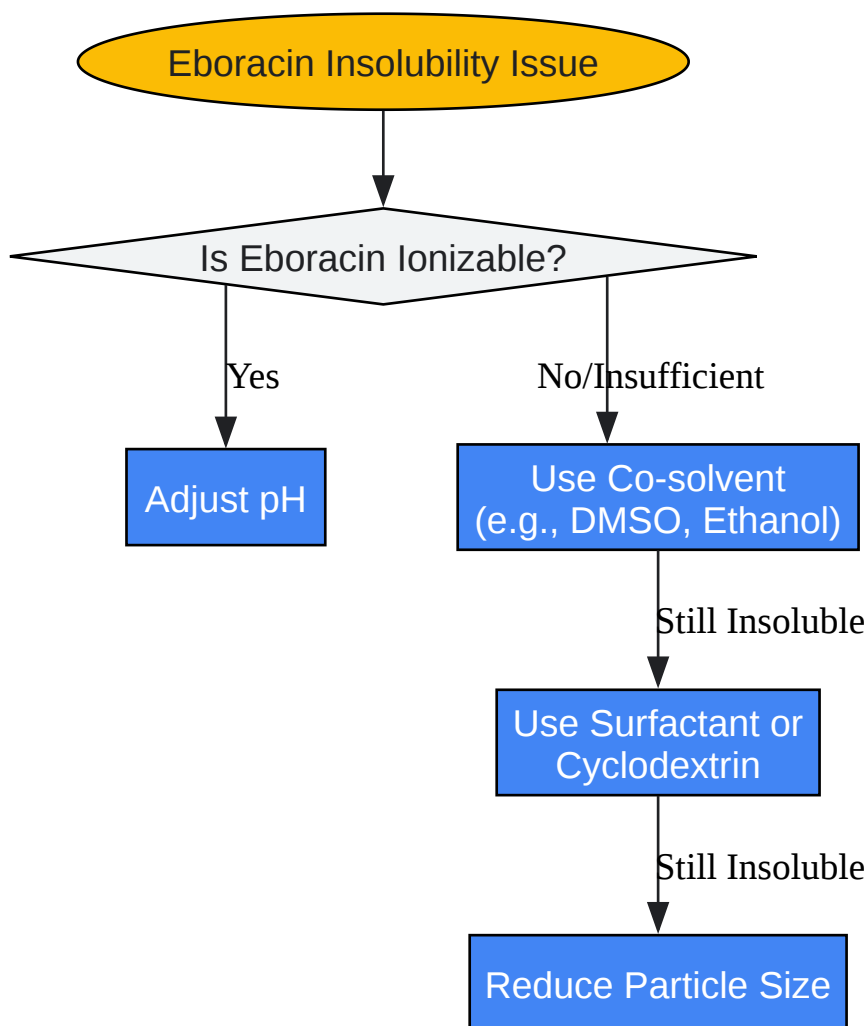 Eboracin Insolubility Issue
Is Eboracin Ionizable?
Yes
No/Insufficient
Adjust pH
Use Co-solvent
(e.g., DMSO, Ethanol)
Still Insoluble
Use Surfactant or
Cyclodextrin
Still Insoluble
Reduce Particle Size